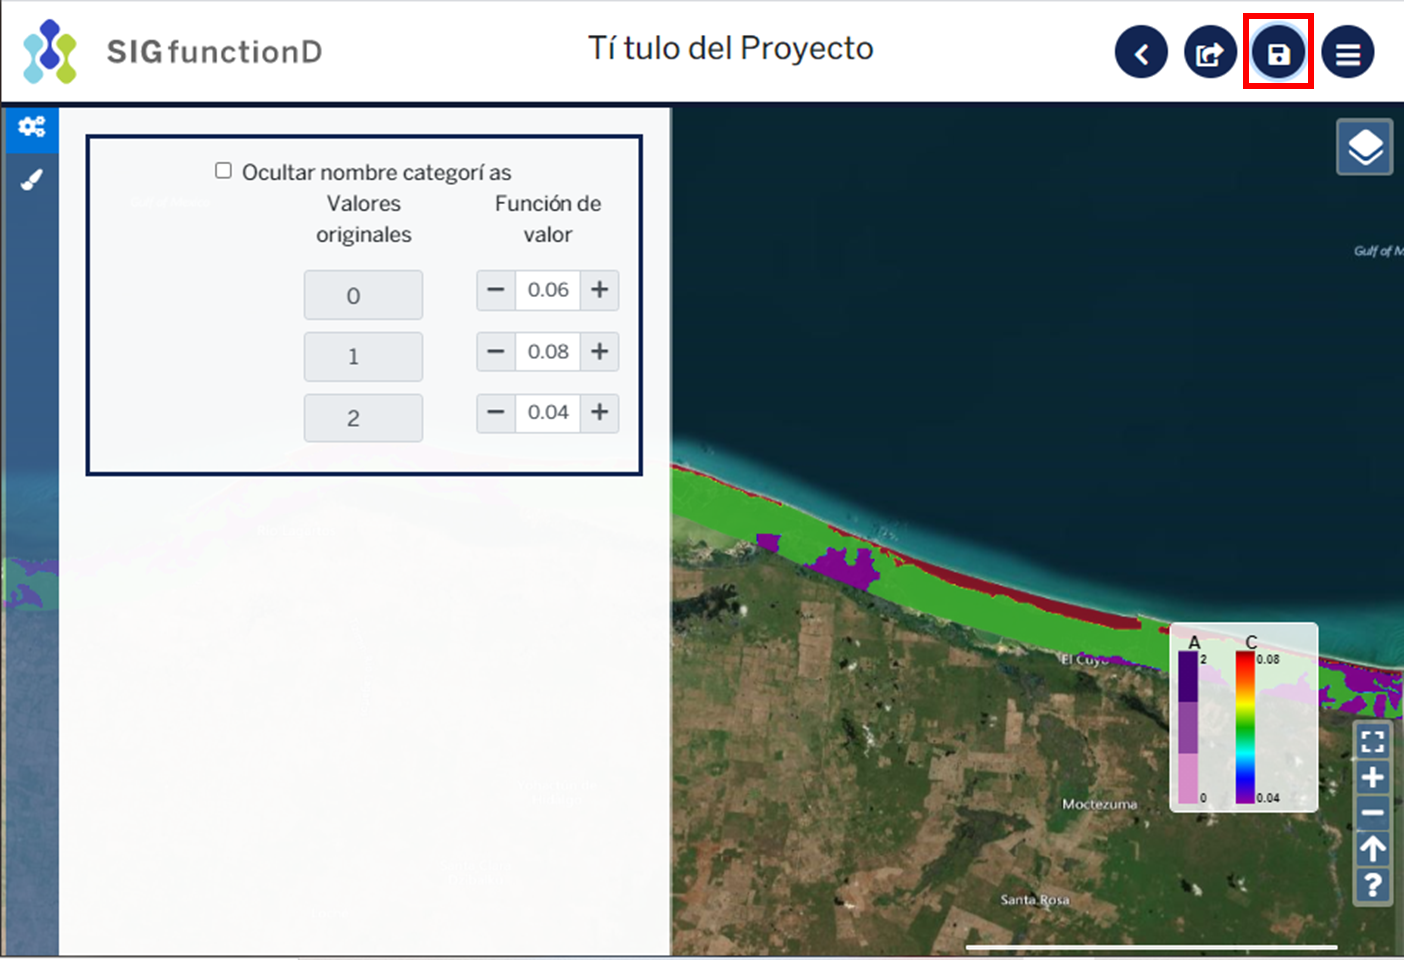 SIGfunctionD
Tí tulo del Proyecto
Ocultar nombre categorí as
Valores originales
Función de valor
0
− 0.06 +
1
− 0.08 +
2
− 0.04 +
Gulf of M
El Cuyo
A
C
2
0.08
0
0.04
Moctezuma
Santa Rosa
+
−
?